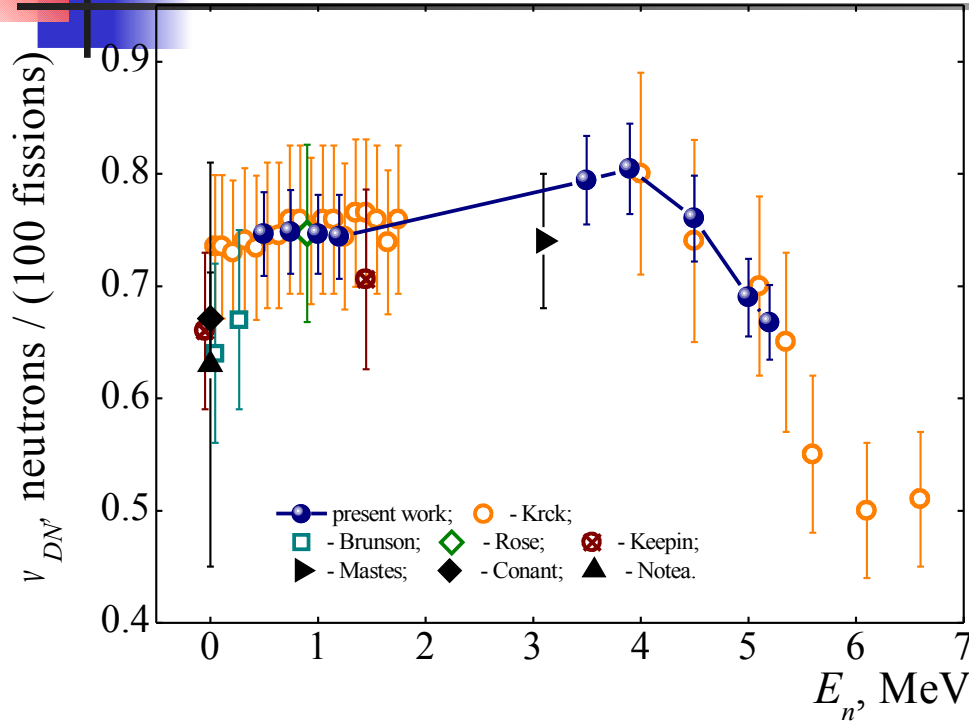 ν_DN, neutrons / (100 fissions)
0.9
0.8
0.7
0.6
0.5
0.4
present work; - Krck;
- Brunson; - Rose; - Keepin;
- Mastes; - Conant; - Notea.
0 1 2 3 4 5 6 7
E_n, MeV